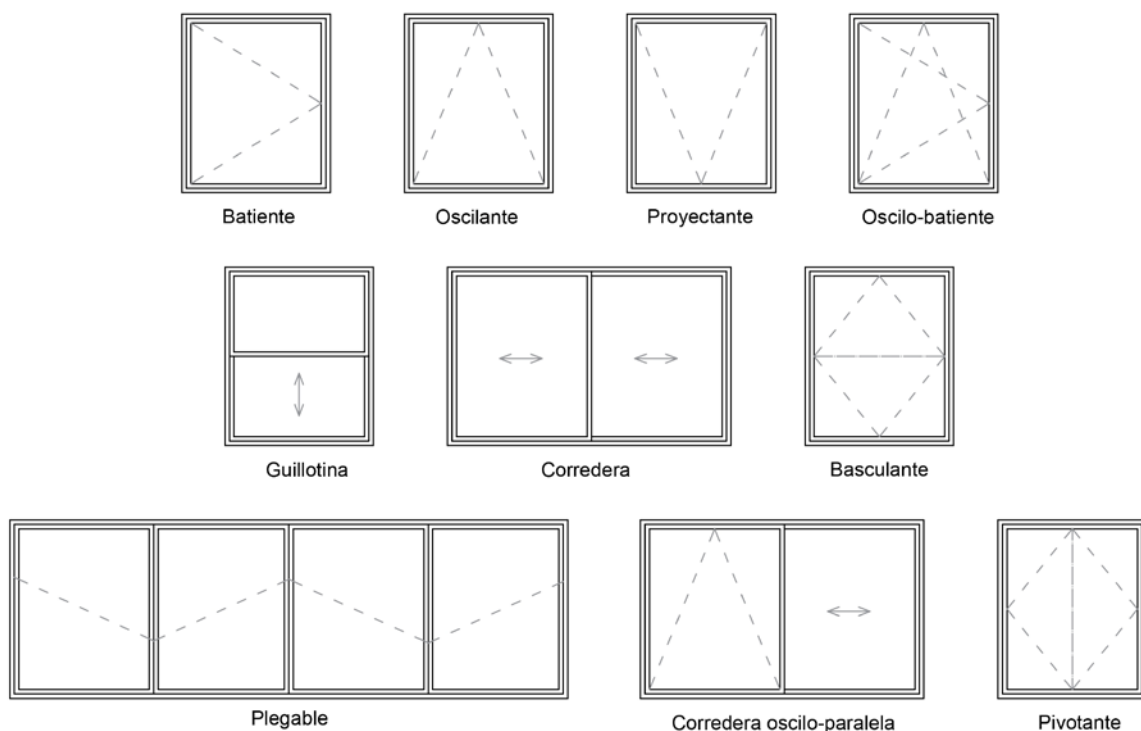 Batiente
Oscilante
Proyectante
Oscilo-batiente
Guillotina
Corredera
Basculante
Plegable
Corredera oscilo-paralela
Pivotante